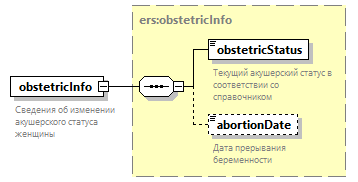 ers:obstetricInfo
obstetricInfo
Сведения об изменении
акушерского статуса
женщины
obstetricStatus
Текущий акушерский статус в
соответствии со
справочником
abortionDate
Дата прерывания
беременности